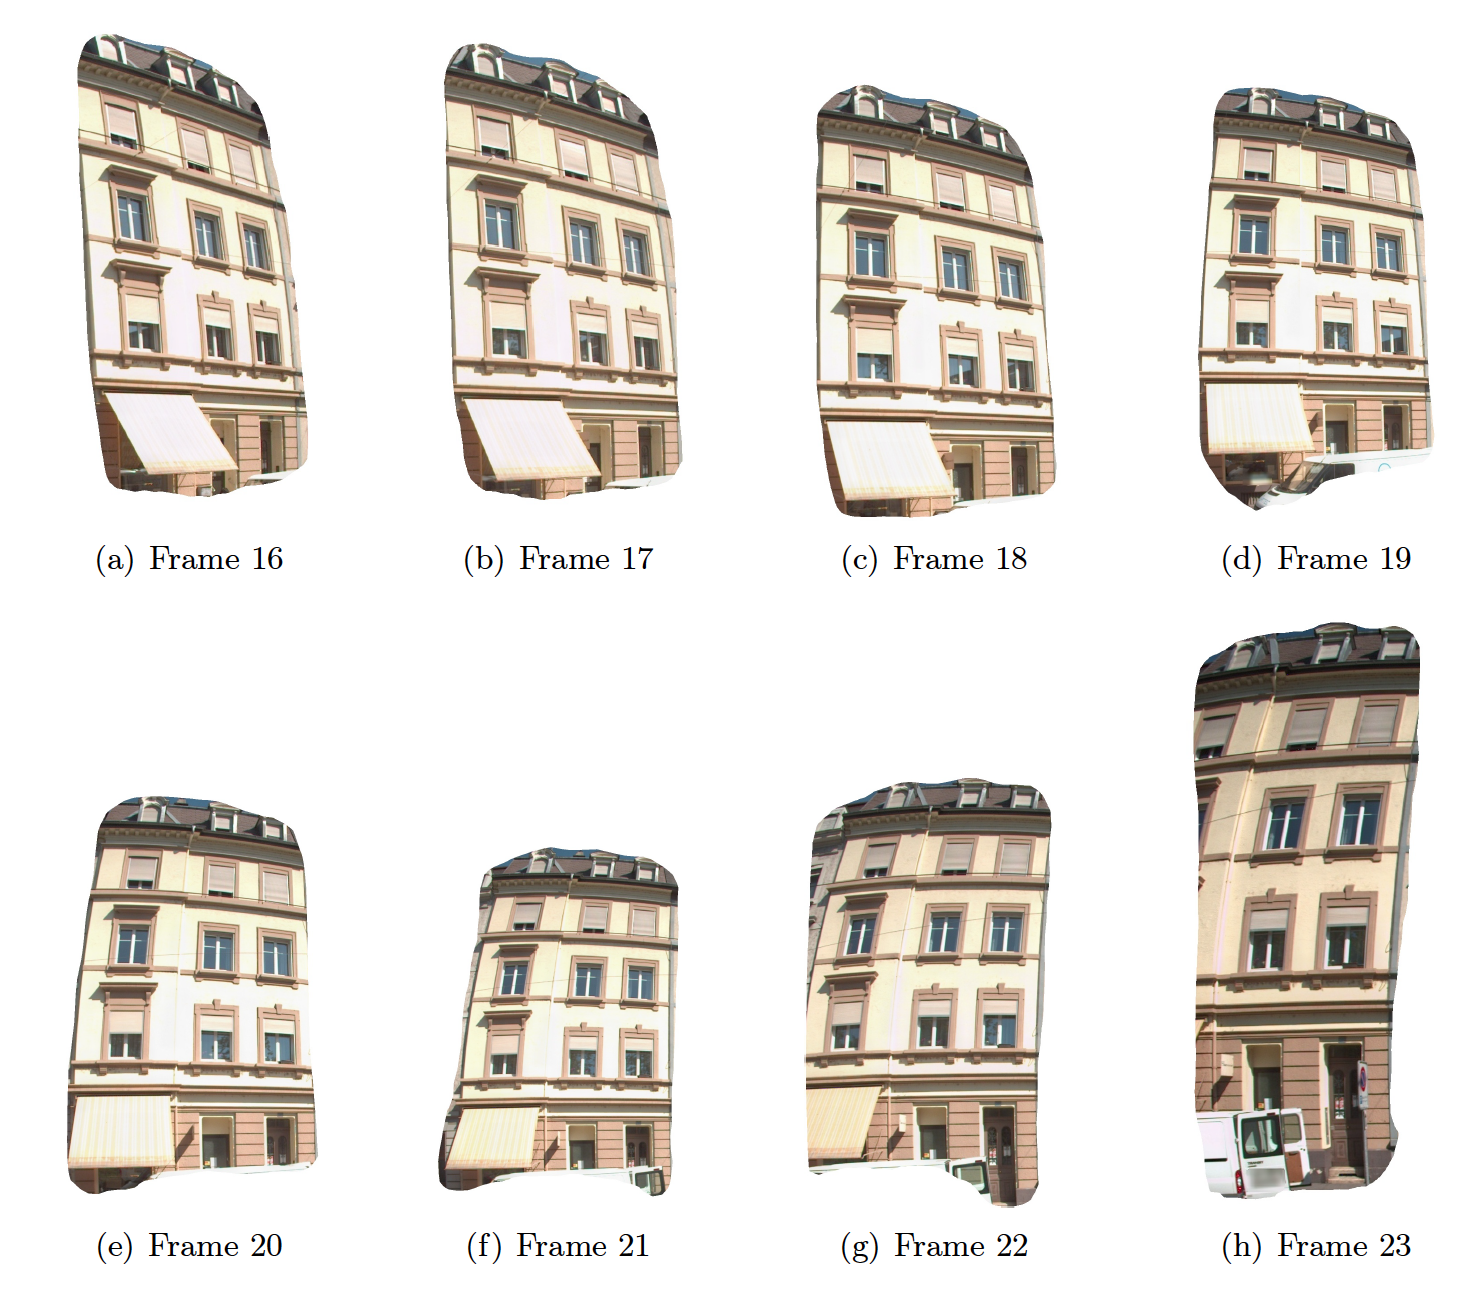 (a) Frame 16
(b) Frame 17
(c) Frame 18
(d) Frame 19
(e) Frame 20
(f) Frame 21
(g) Frame 22
(h) Frame 23